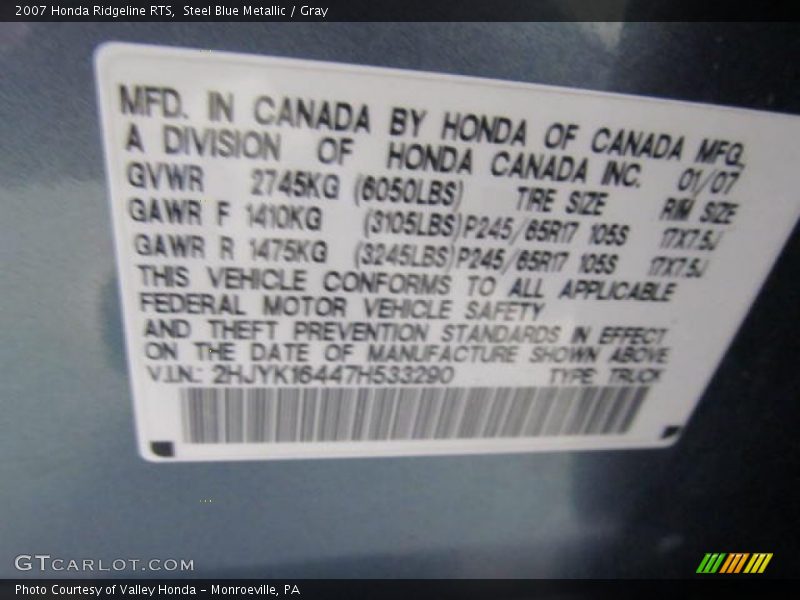 2007 Honda Ridgeline RTS, Steel Blue Metallic / Gray
MFD. IN CANADA BY HONDA OF CANADA MFG.
A DIVISION OF HONDA CANADA INC. 01/07
GVWR 2745KG (6050LBS) TIRE SIZE RIM SIZE
GAWR F 1410KG (3105LBS) P245/65R17 105S 17X7.5J
GAWR R 1475KG (3245LBS) P245/65R17 105S 17X7.5J
THIS VEHICLE CONFORMS TO ALL APPLICABLE
FEDERAL MOTOR VEHICLE SAFETY
AND THEFT PREVENTION STANDARDS IN EFFECT
ON THE DATE OF MANUFACTURE SHOWN ABOVE
V.I.N.: 2HJYK16447H533290 TYPE: TRUCK
GTCARLOT.COM
Photo Courtesy of Valley Honda - Monroeville, PA